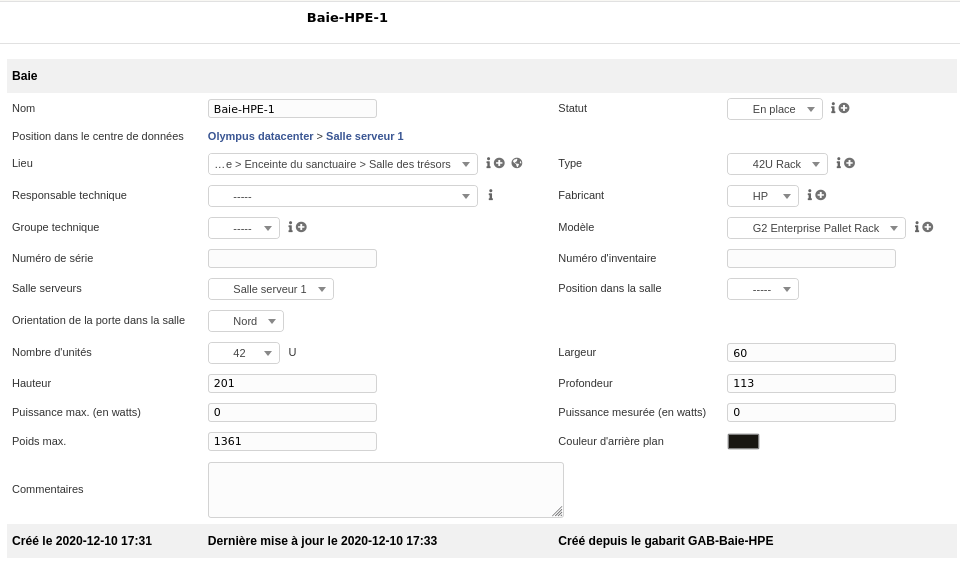 Baie-HPE-1
Baie
Nom Baie-HPE-1 Statut En place
Position dans le centre de données Olympus datacenter > Salle serveur 1
Lieu …e > Enceinte du sanctuaire > Salle des trésors Type 42U Rack
Responsable technique ----- Fabricant HP
Groupe technique ----- Modèle G2 Enterprise Pallet Rack
Numéro de série Numéro d'inventaire
Salle serveurs Salle serveur 1 Position dans la salle -----
Orientation de la porte dans la salle Nord
Nombre d'unités 42 U Largeur 60
Hauteur 201 Profondeur 113
Puissance max. (en watts) 0 Puissance mesurée (en watts) 0
Poids max. 1361 Couleur d'arrière plan
Commentaires
Créé le 2020-12-10 17:31 Dernière mise à jour le 2020-12-10 17:33 Créé depuis le gabarit GAB-Baie-HPE